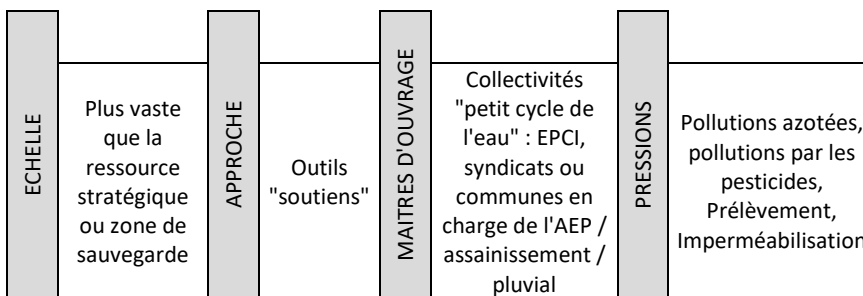 ECHELLE
Plus vaste
que la
ressource
stratégique
ou zone de
sauvegarde
APPROCHE
Outils
"soutiens"
MAITRES D'OUVRAGE
Collectivités
"petit cycle de
l'eau" : EPCI,
syndicats ou
communes en
charge de l'AEP /
assainissement /
pluvial
PRESSIONS
Pollutions azotées,
pollutions par les
pesticides,
Prélèvement,
Imperméabilisation